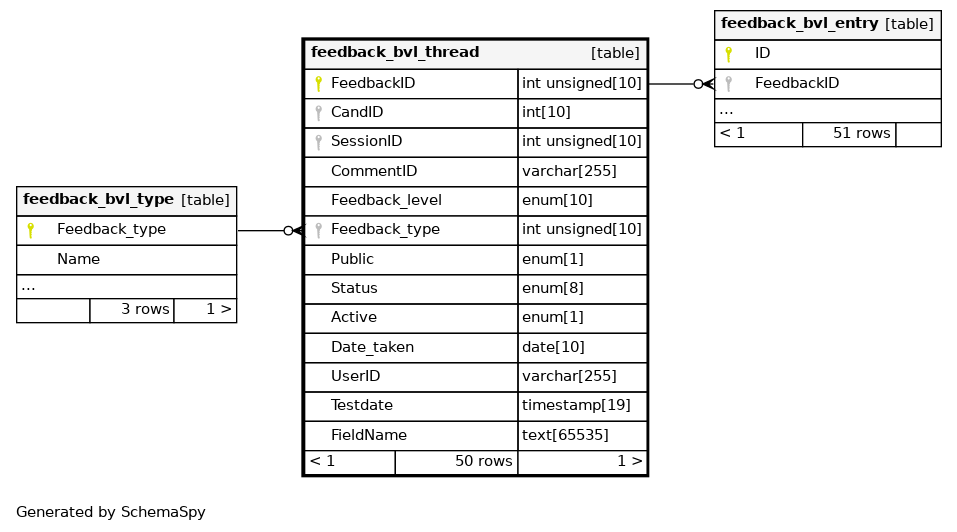 feedback_bvl_entry [table]
ID
FeedbackID
...
< 1 51 rows
feedback_bvl_thread [table]
FeedbackID int unsigned[10]
CandID int[10]
SessionID int unsigned[10]
CommentID varchar[255]
Feedback_level enum[10]
Feedback_type int unsigned[10]
Public enum[1]
Status enum[8]
Active enum[1]
Date_taken date[10]
UserID varchar[255]
Testdate timestamp[19]
FieldName text[65535]
< 1 50 rows 1 >
feedback_bvl_type [table]
Feedback_type
Name
...
3 rows 1 >
Generated by SchemaSpy